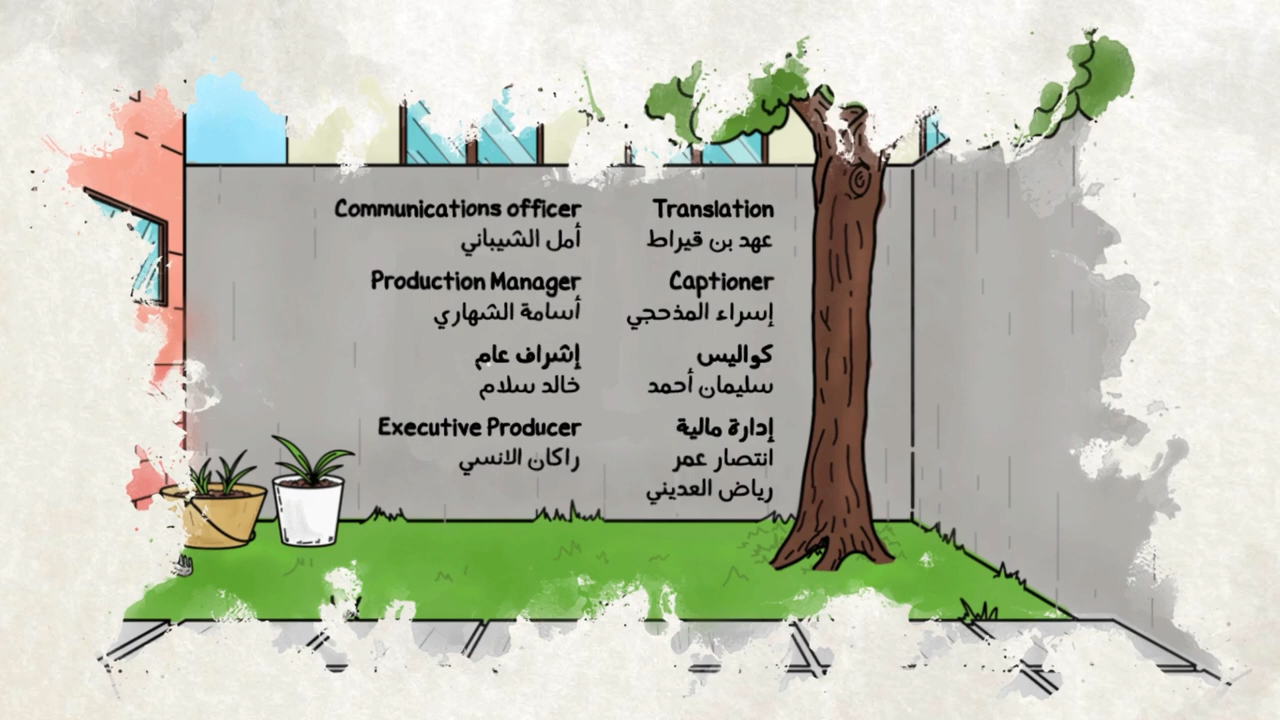 Translation
عهد بن قيراط
Captioner
إسراء المذحجي
كواليس
سليمان أحمد
إدارة مالية
انتصار عمر
رياض العديني
Communications officer
أمل الشيباني
Production Manager
أسامة الشهاري
إشراف عام
خالد سلام
Executive Producer
راكان الانسي